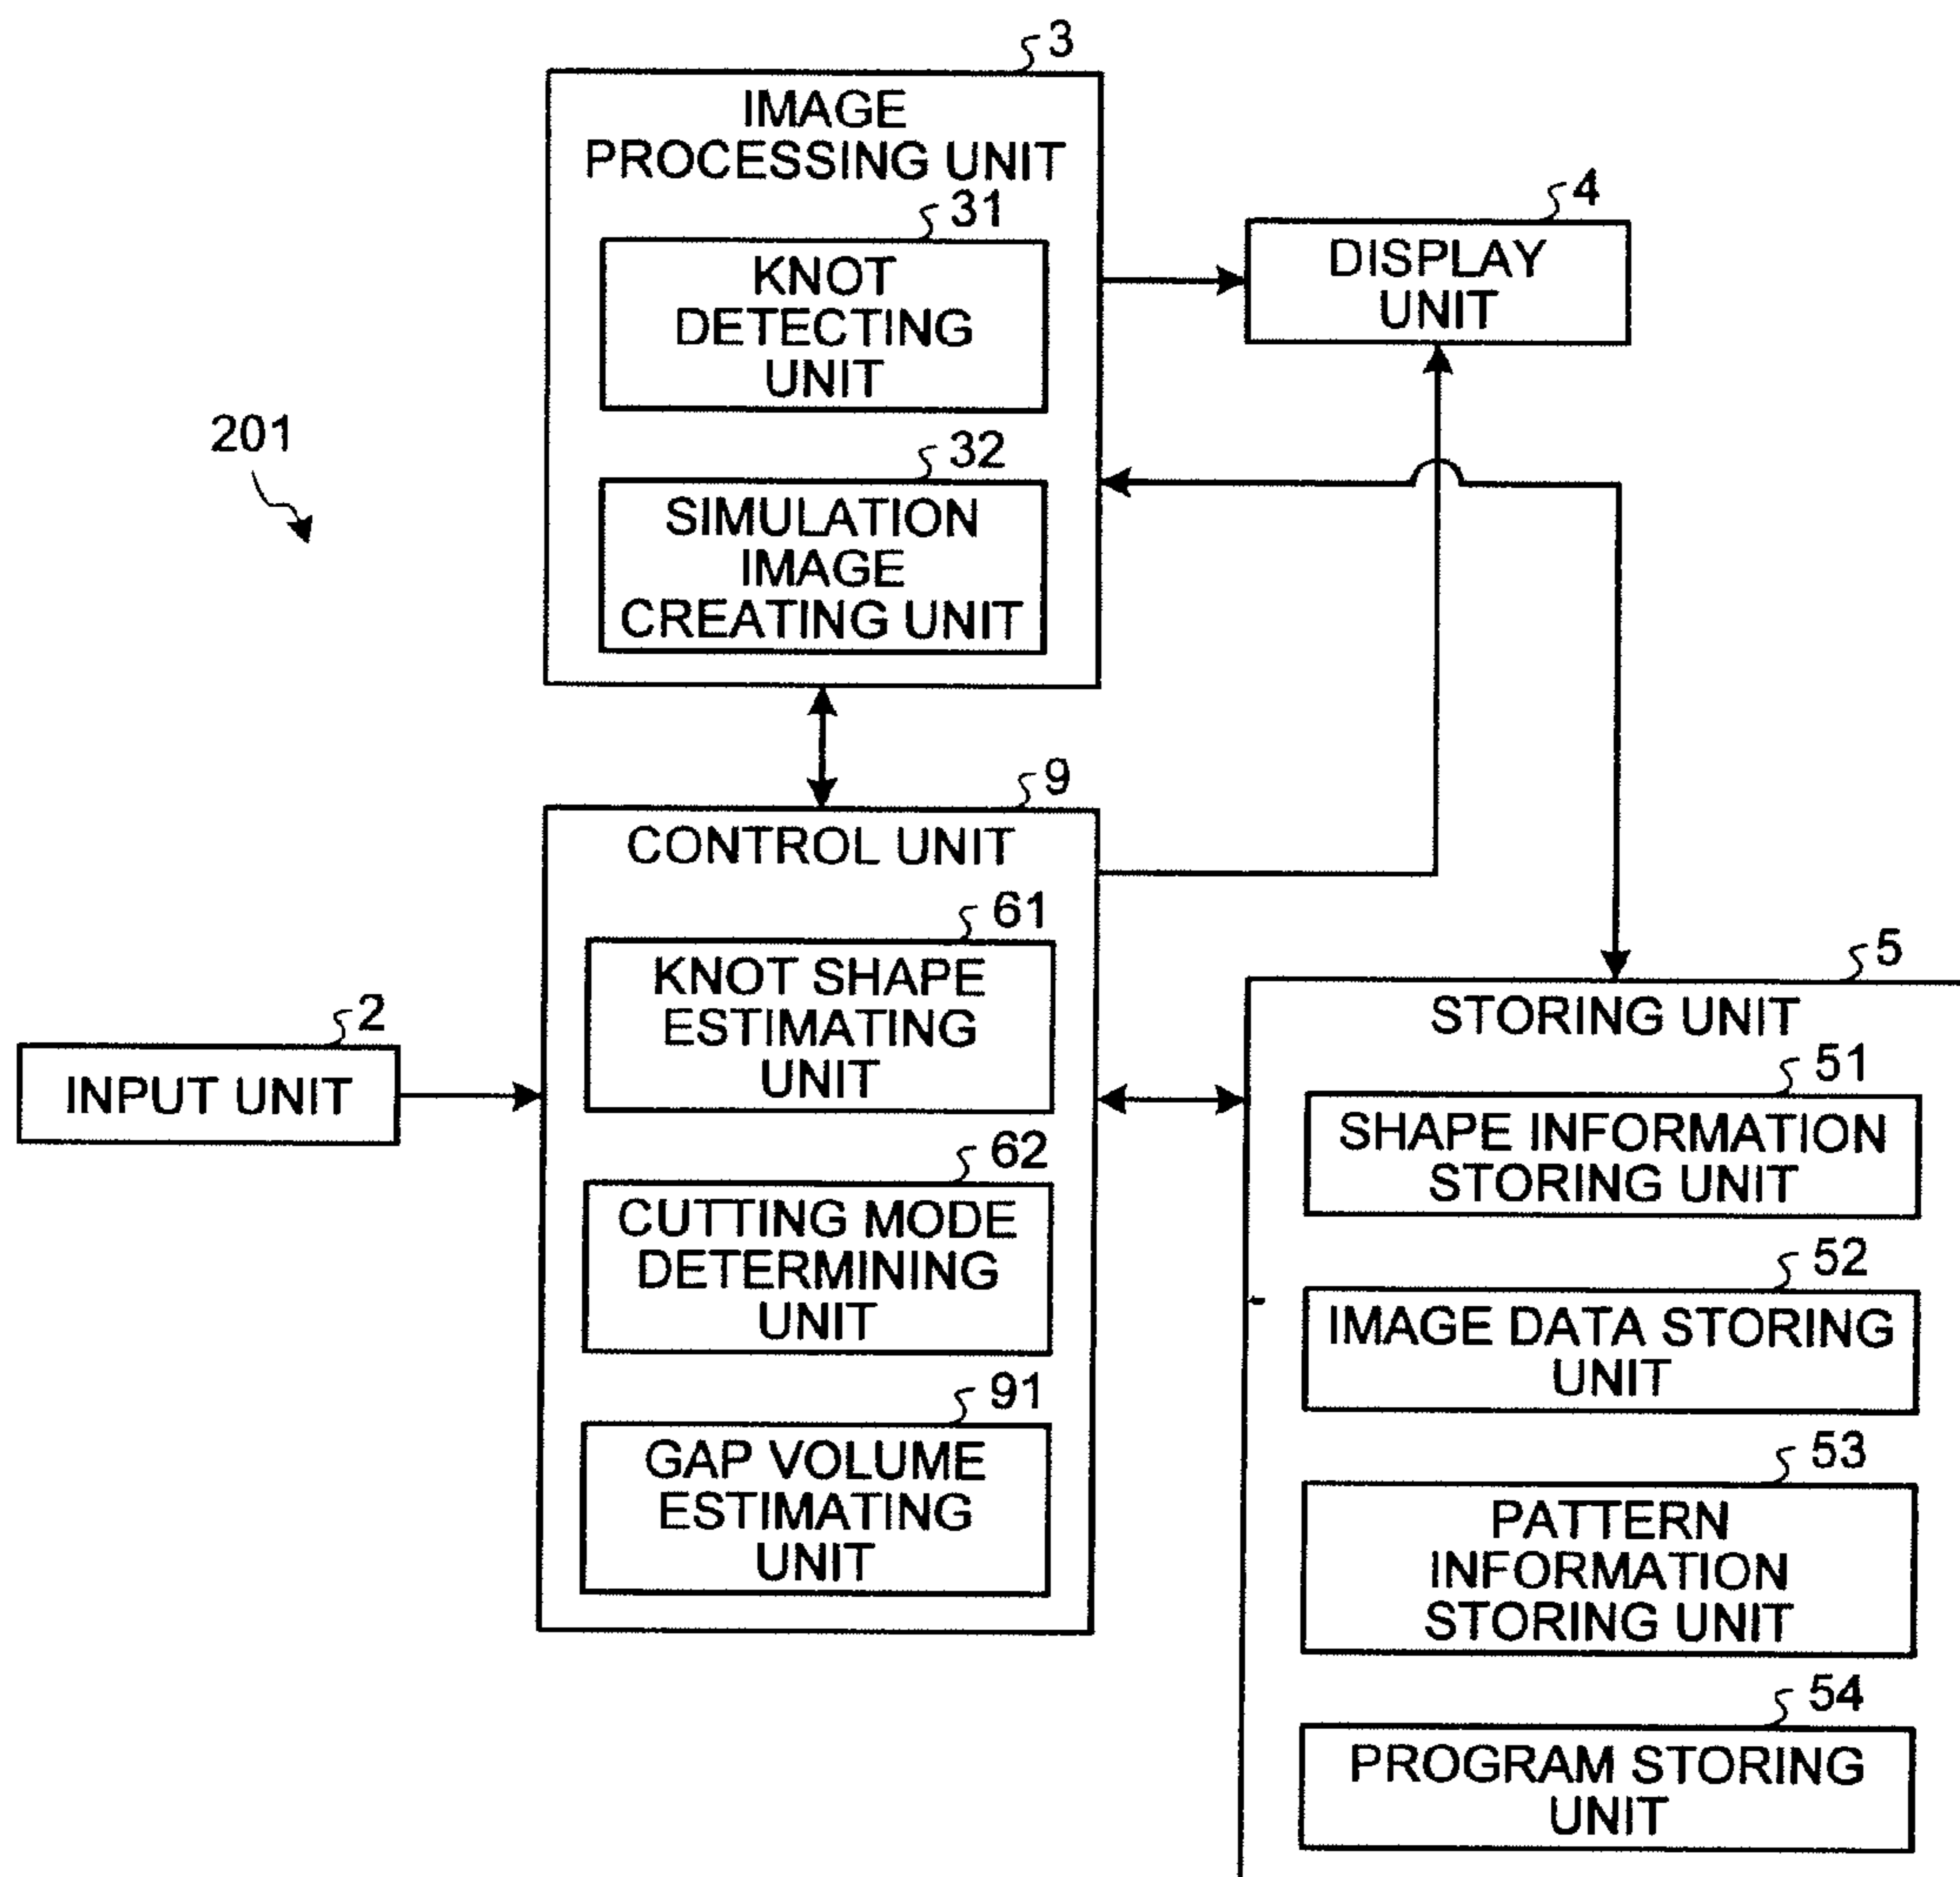 3
IMAGE
PROCESSING UNIT
31
KNOT
DETECTING
UNIT
32
SIMULATION
IMAGE
CREATING UNIT
4
DISPLAY
UNIT
201
9
CONTROL UNIT
61
KNOT SHAPE
ESTIMATING
UNIT
62
CUTTING MODE
DETERMINING
UNIT
91
GAP VOLUME
ESTIMATING
UNIT
2
INPUT UNIT
5
STORING UNIT
51
SHAPE INFORMATION
STORING UNIT
52
IMAGE DATA STORING
UNIT
53
PATTERN
INFORMATION
STORING UNIT
54
PROGRAM STORING
UNIT